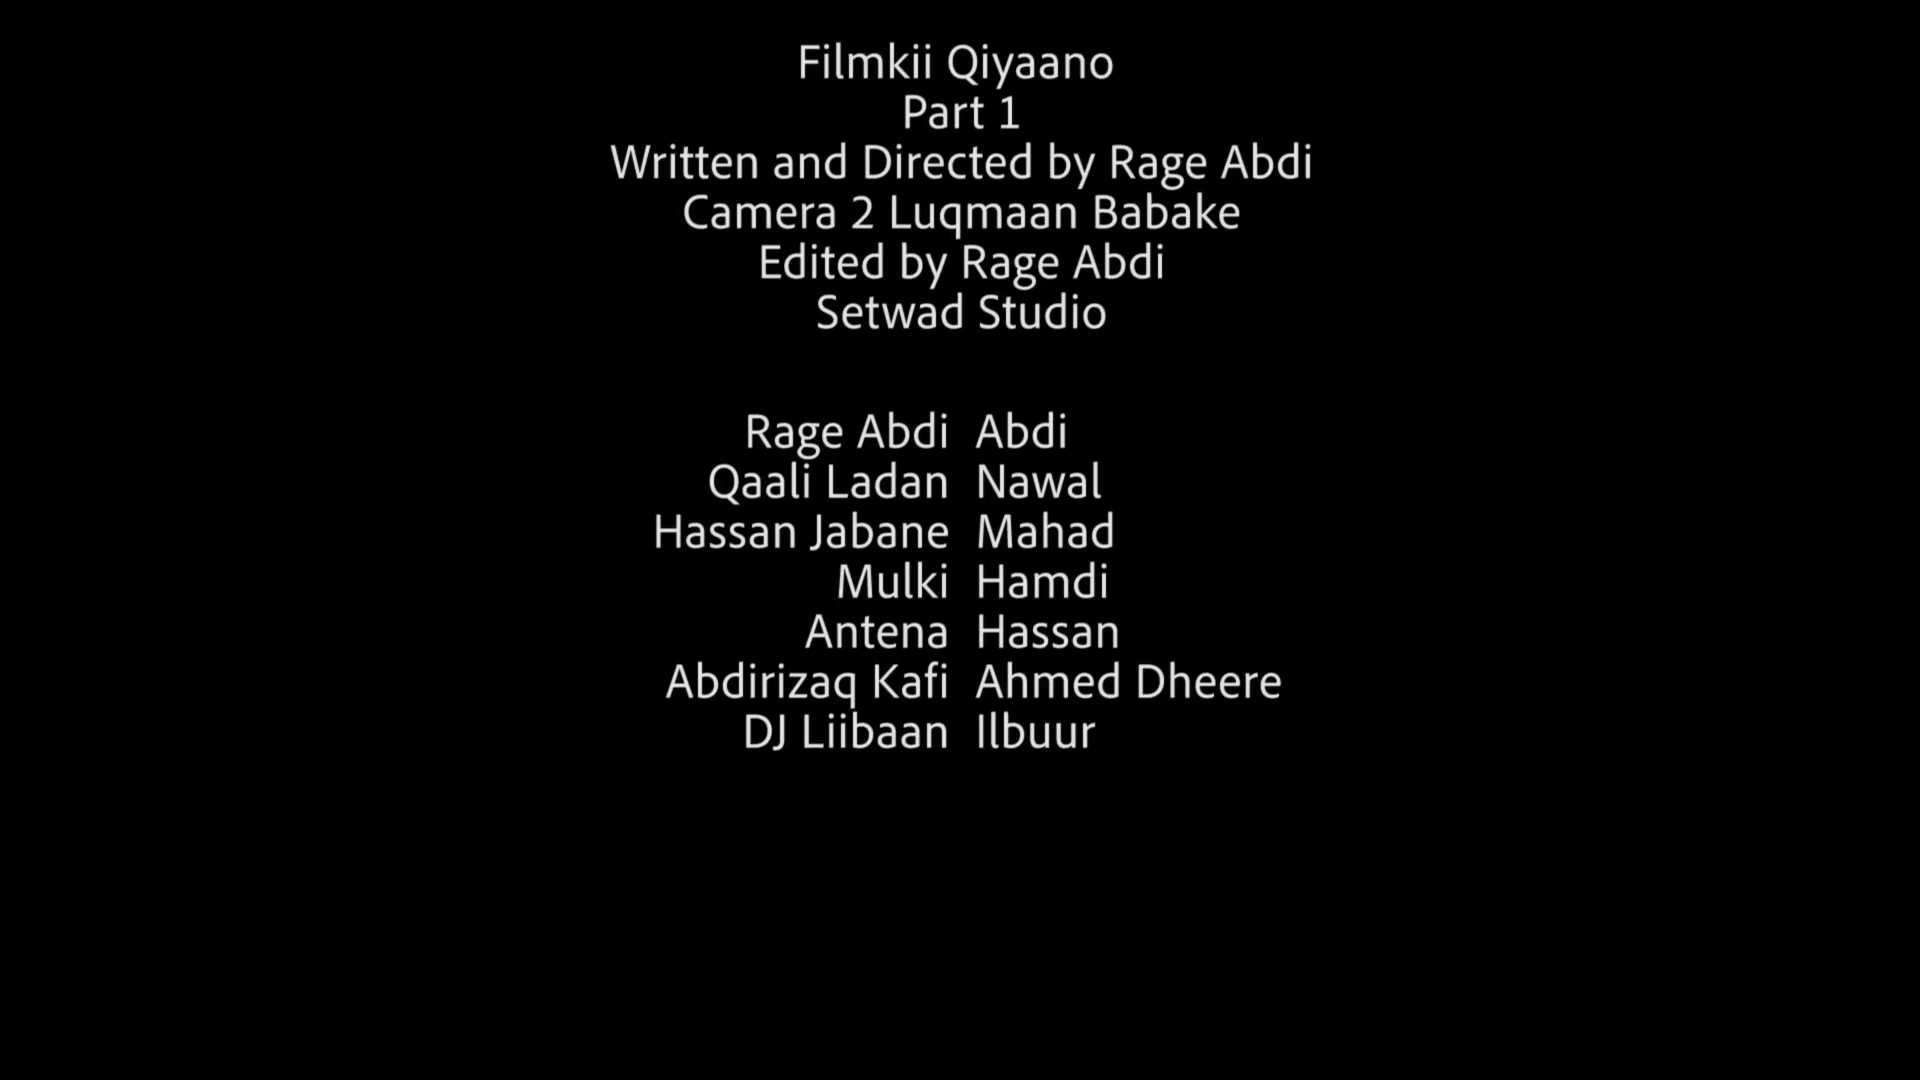 Filmkii Qiyaano
Part 1
Written and Directed by Rage Abdi
Camera 2 Luqmaan Babake
Edited by Rage Abdi
Setwad Studio
Rage Abdi Abdi
Qaali Ladan Nawal
Hassan Jabane Mahad
Mulki Hamdi
Antena Hassan
Abdirizaq Kafi Ahmed Dheere
DJ Liibaan Ilbuur